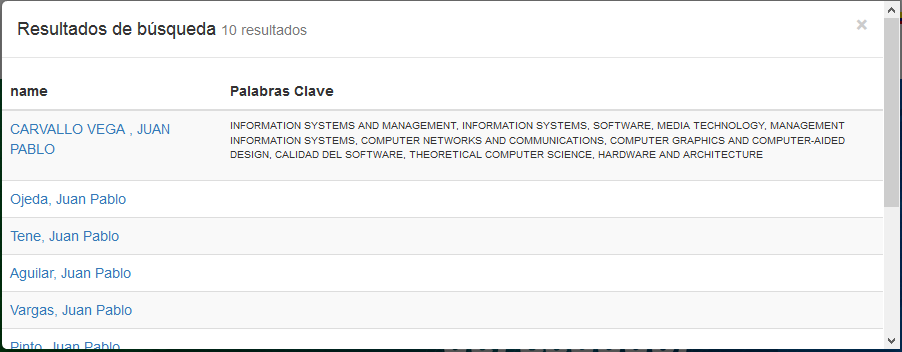 Resultados de búsqueda 10 resultados ×
name Palabras Clave
CARVALLO VEGA , JUAN PABLO
INFORMATION SYSTEMS AND MANAGEMENT, INFORMATION SYSTEMS, SOFTWARE, MEDIA TECHNOLOGY, MANAGEMENT
INFORMATION SYSTEMS, COMPUTER NETWORKS AND COMMUNICATIONS, COMPUTER GRAPHICS AND COMPUTER-AIDED
DESIGN, CALIDAD DEL SOFTWARE, THEORETICAL COMPUTER SCIENCE, HARDWARE AND ARCHITECTURE
Ojeda, Juan Pablo
Tene, Juan Pablo
Aguilar, Juan Pablo
Vargas, Juan Pablo
Pinto, Juan Pablo